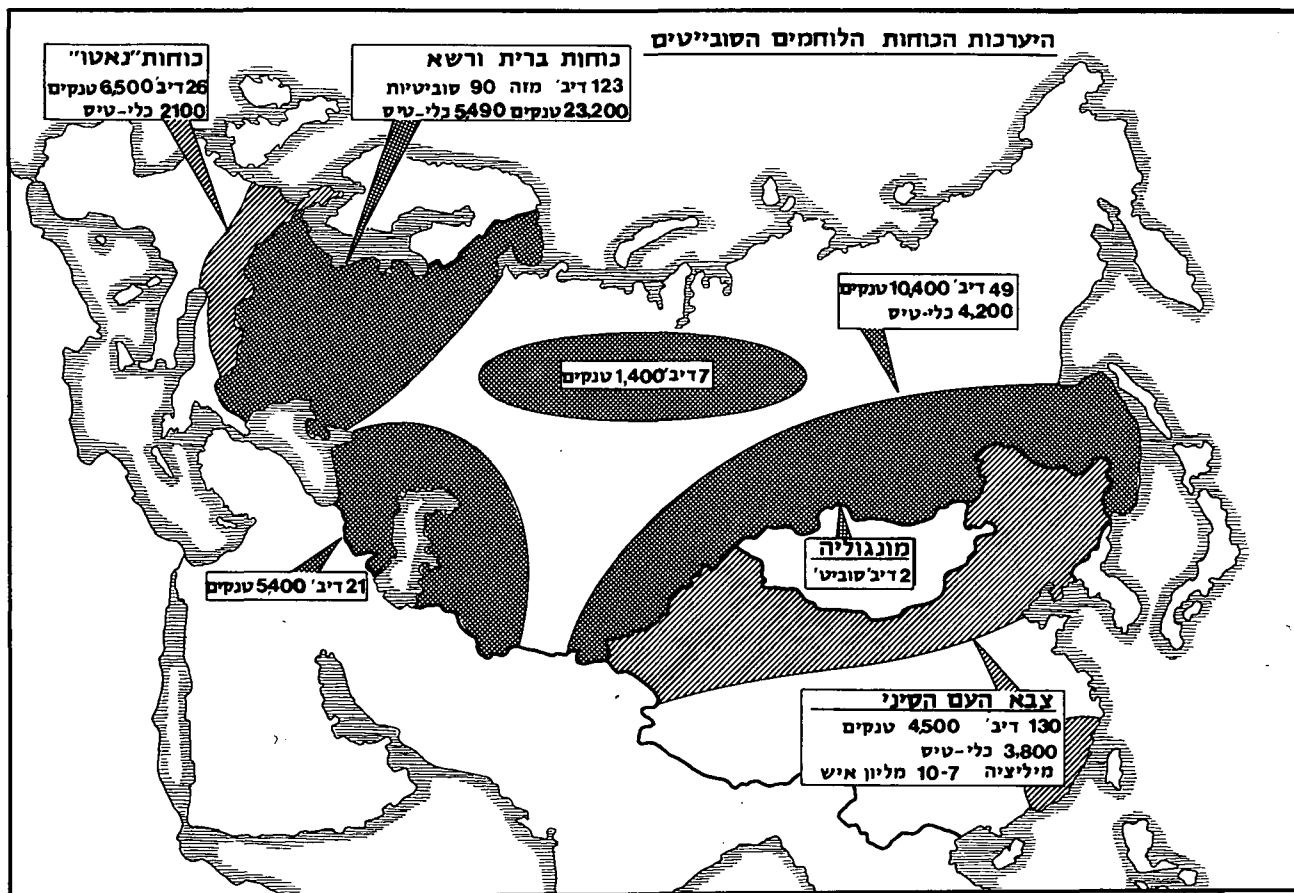 היערכות הכוחות הלוחמים הסובייטים
כוחות ברית ורשא
123 דיב׳ מזה 90 סוביטיות
23,200 טנקים 5,490 כלי-טיס
כוחות "נאטו"
26 דיב׳ 6,500 טנקים
2100 כלי-טיס
49 דיב׳ 10,400 טנקים
4,200 כלי-טיס
7 דיב׳ 1,400 טנקים
מונגוליה
2 דיב׳ סוביט׳
21 דיב׳ 5,400 טנקים
צבא העם הסיני
130 דיב׳ 4,500 טנקים
3,800 כלי-טיס
מיליציה 10-7 מליון איש